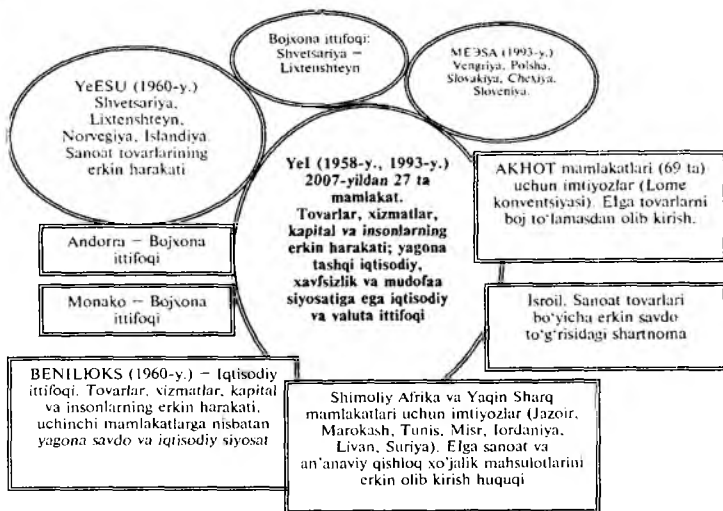 Bojxona ittifoqi:
Shvetsariya –
Lixtenshteyn
MEƏSA (1993-y.)
Vengriya, Polsha,
Slovakiya, Chexiya,
Sloveniya.
YeESU (1960-y.)
Shvetsariya,
Lixtenshteyn,
Norvegiya, Islandiya.
Sanoat tovarlarining
erkin harakati
YeI (1958-y., 1993-y.)
2007-yildan 27 ta
mamlakat.
Tovarlar, xizmatlar,
kapital va insonlarning
erkin harakati; yagona
tashqi iqtisodiy,
xavfsizlik va mudofaa
siyosatiga ega iqtisodiy
va valuta ittifoqi
AKHOT mamlakatlari (69 ta)
uchun imtiyozlar (Lome
konventsiyasi). EIga tovarlarni
boj to'lamasdan olib kirish.
Andorra – Bojxona
ittifoqi
Monako – Bojxona
ittifoqi
Isroil. Sanoat tovarlari
bo'yicha erkin savdo
to'g'risidagi shartnoma
BENILIOKS (1960-y.) – Iqtisodiy
ittifoqi. Tovarlar, xizmatlar, kapital
va insonlarning erkin harakati,
uchinchi mamlakatlarga nisbatan
yagona savdo va iqtisodiy siyosat
Shimoliy Afrika va Yaqin Sharq
mamlakatlari uchun imtiyozlar (Jazoir,
Marokash, Tunis, Misr, Iordaniya,
Livan, Suriya). EIga sanoat va
an'anaviy qishloq xo'jalik mahsulotlarini
erkin olib kirish huquqi